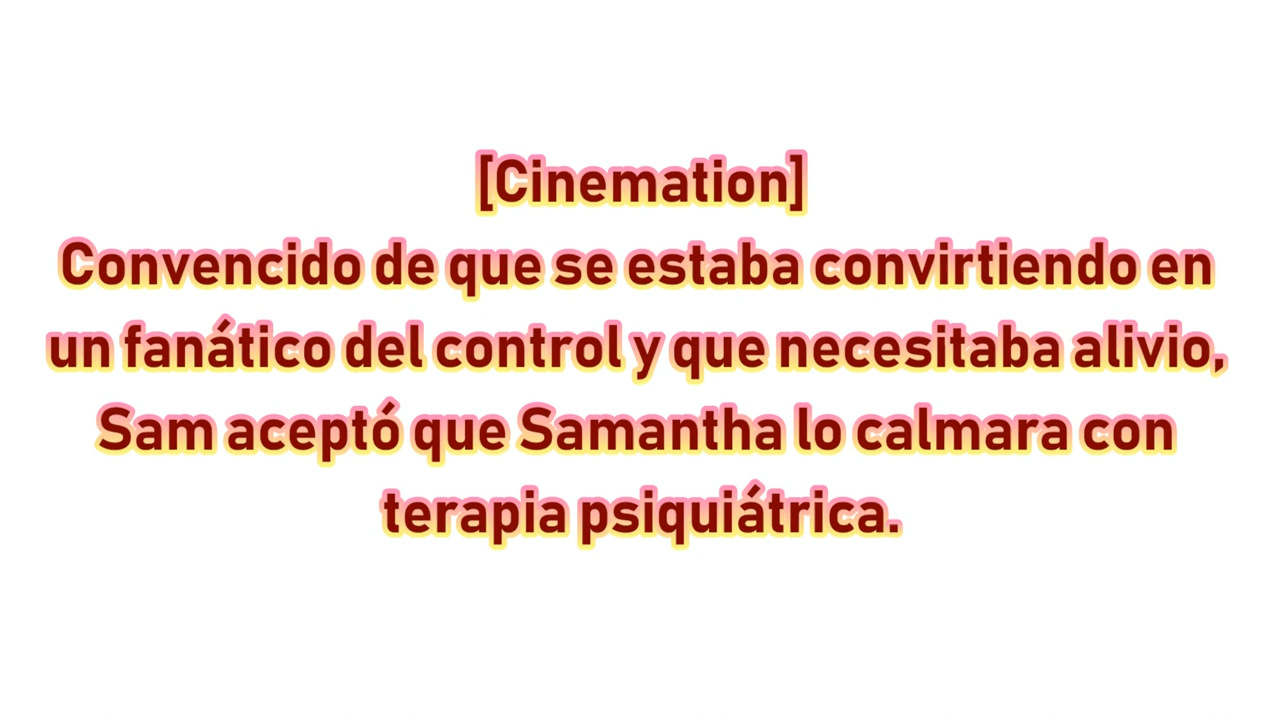 [Cinemation]
Convencido de que se estaba convirtiendo en
un fanático del control y que necesitaba alivio,
Sam aceptó que Samantha lo calmara con
terapia psiquiátrica.